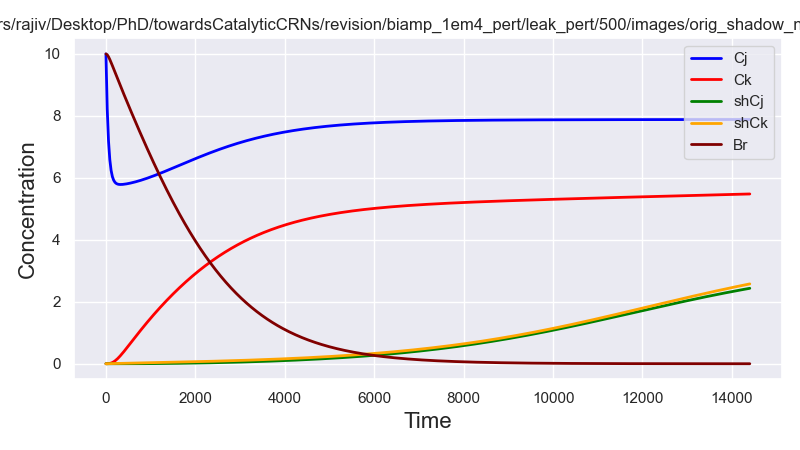 rs/rajiv/Desktop/PhD/towardsCatalyticCRNs/revision/biamp_1em4_pert/leak_pert/500/images/orig_shadow_n
10
8
6
4
2
0
Concentration
0 2000 4000 6000 8000 10000 12000 14000
Time
Cj
Ck
shCj
shCk
Br